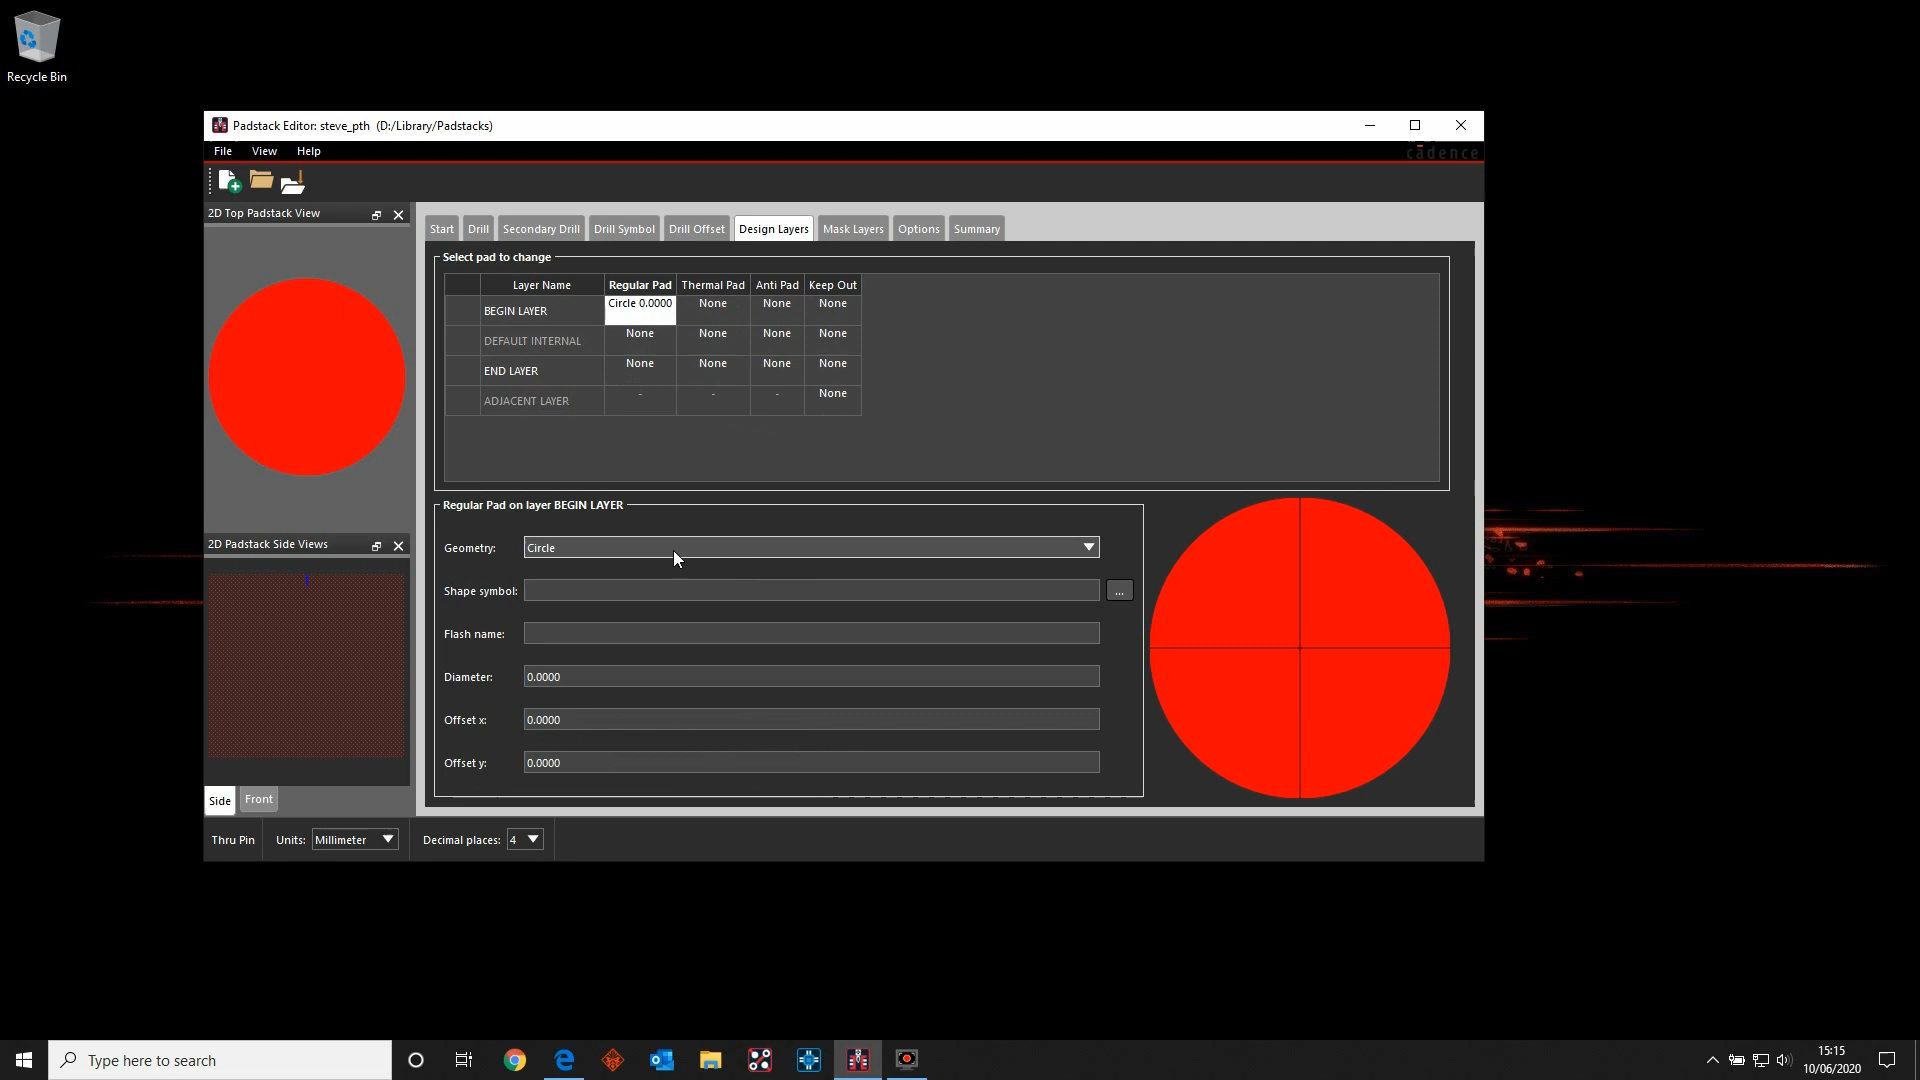 Recycle Bin
Padstack Editor: steve_pth (D:/Library/Padstacks)
File View Help
cādence
2D Top Padstack View
Start Drill Secondary Drill Drill Symbol Drill Offset Design Layers Mask Layers Options Summary
Select pad to change
Layer Name Regular Pad Thermal Pad Anti Pad Keep Out
BEGIN LAYER Circle 0.0000 None None None
DEFAULT INTERNAL None None None None
END LAYER None None None None
ADJACENT LAYER - - - None
Regular Pad on layer BEGIN LAYER
2D Padstack Side Views
Geometry: Circle
Shape symbol: ...
Flash name:
Diameter: 0.0000
Offset x: 0.0000
Offset y: 0.0000
Side Front
Thru Pin Units: Millimeter Decimal places: 4
Type here to search
15:15
10/06/2020